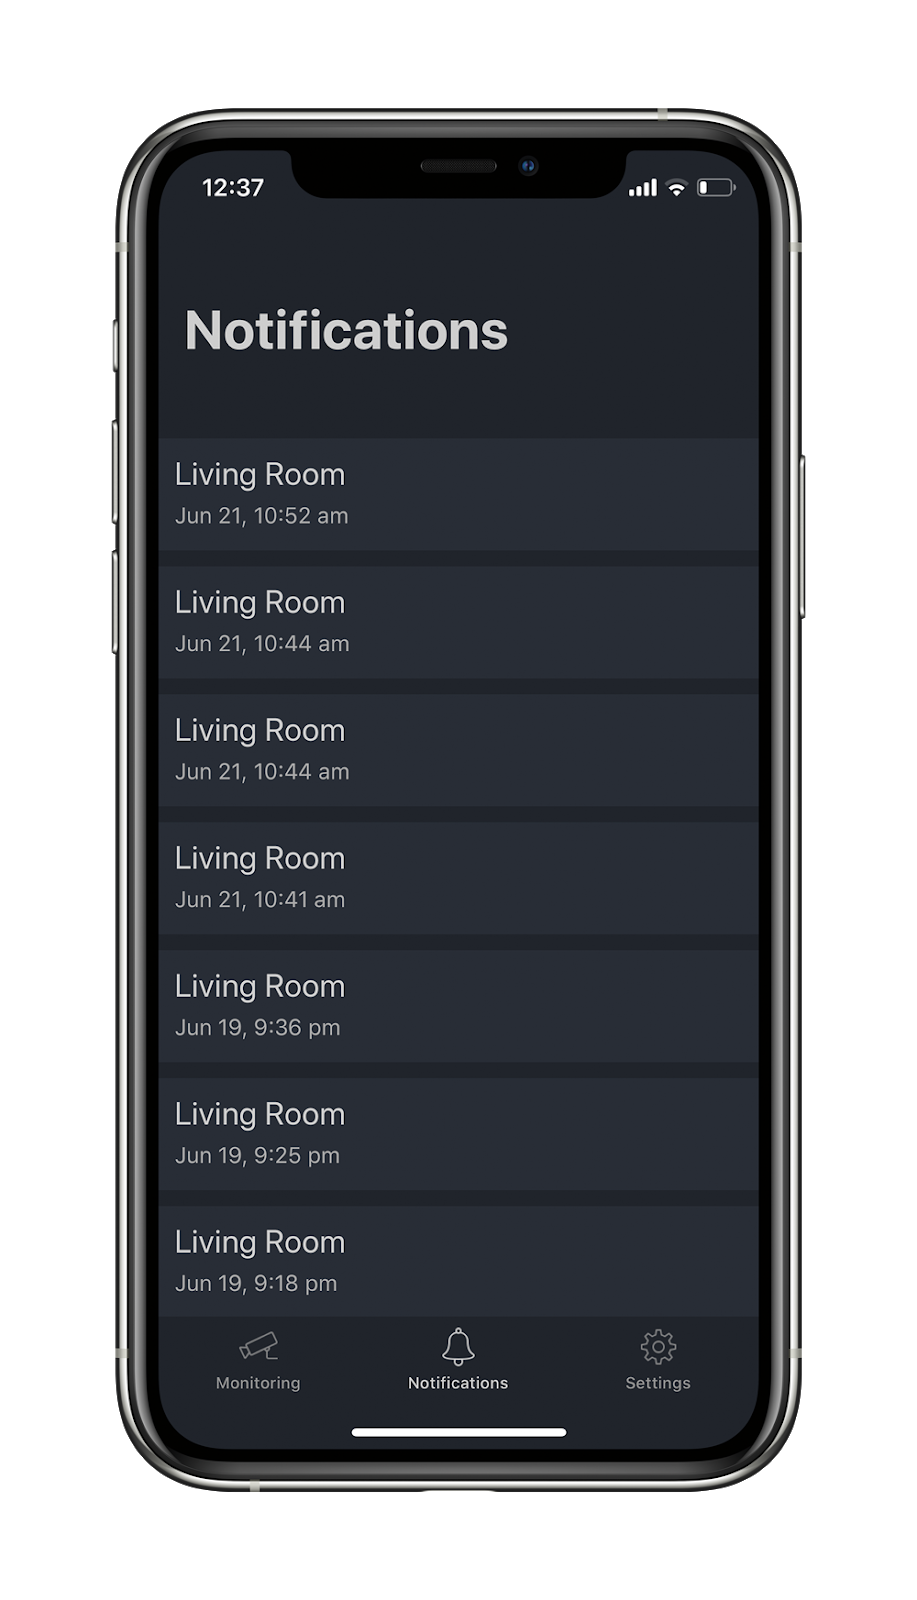 12:37
Notifications
Living Room
Jun 21, 10:52 am
Living Room
Jun 21, 10:44 am
Living Room
Jun 21, 10:44 am
Living Room
Jun 21, 10:41 am
Living Room
Jun 19, 9:36 pm
Living Room
Jun 19, 9:25 pm
Living Room
Jun 19, 9:18 pm
Monitoring Notifications Settings